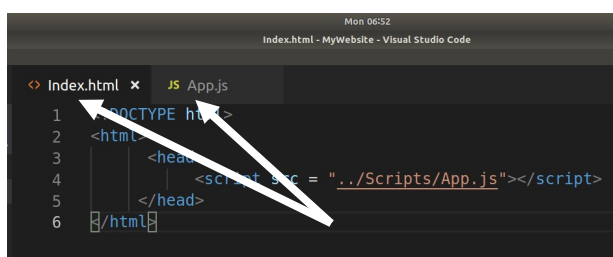 Mon 06:52
Index.html - MyWebsite - Visual Studio Code
<> Index.html × JS App.js
1 <!DOCTYPE html>
2 <html>
3 <head>
4 <script src = "../Scripts/App.js"></script>
5 </head>
6 </html>